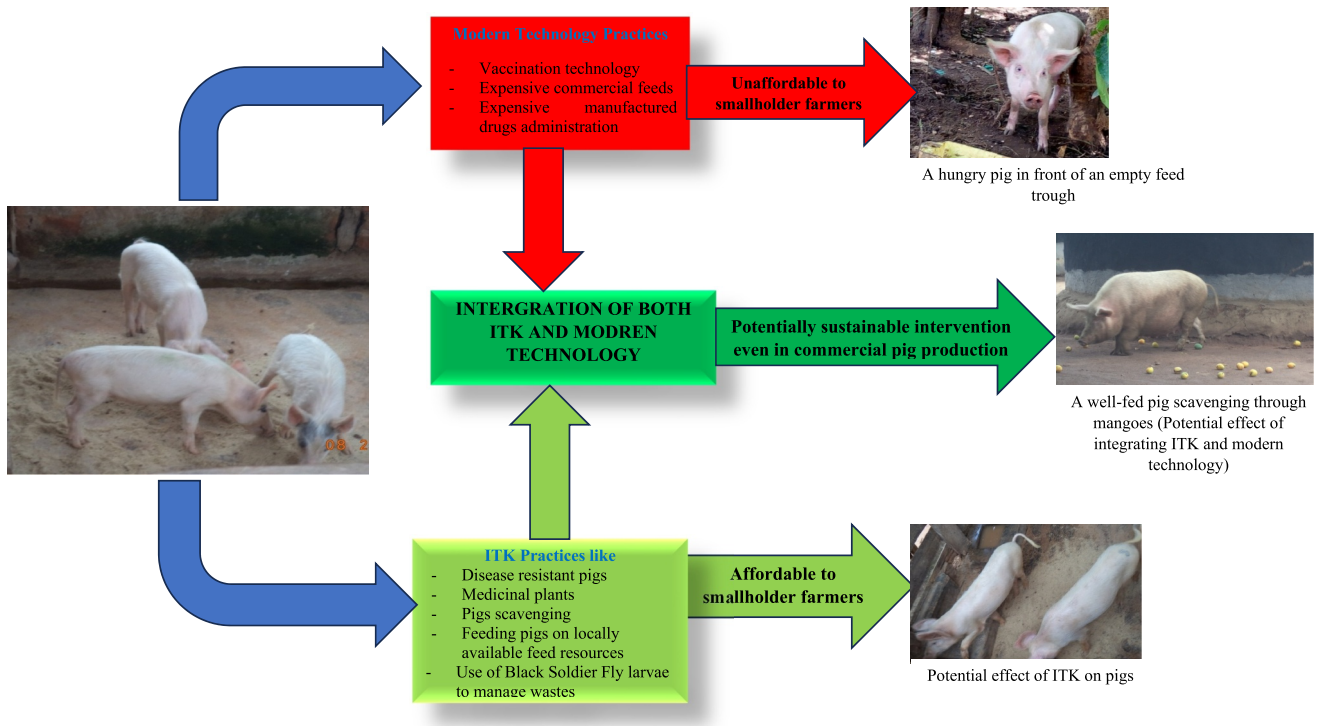 Modern Technology Practices
- Vaccination technology
- Expensive commercial feeds
- Expensive manufactured
drugs administration
Unaffordable to
smallholder farmers
A hungry pig in front of an empty feed
trough
INTERGRATION OF BOTH
ITK AND MODREN
TECHNOLOGY
Potentially sustainable intervention
even in commercial pig production
A well-fed pig scavenging through
mangoes (Potential effect of
integrating ITK and modern
technology)
08 2
ITK Practices like
- Disease resistant pigs
- Medicinal plants
- Pigs scavenging
- Feeding pigs on locally
available feed resources
- Use of Black Soldier Fly larvae
to manage wastes
Affordable to
smallholder farmers
Potential effect of ITK on pigs